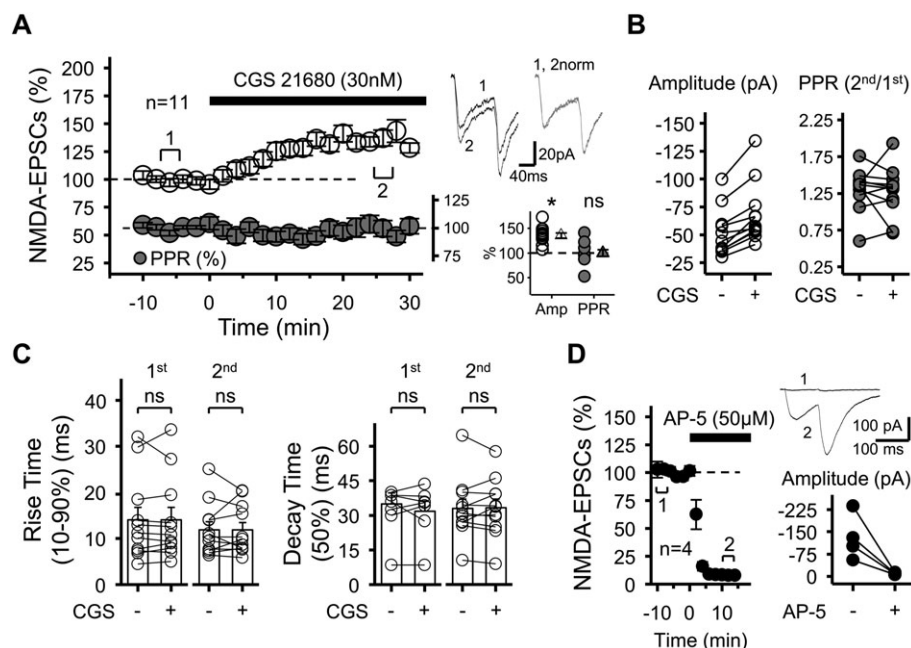 A
NMDA-EPSCs (%)
200
175
150
125
100
75
50
25
CGS 21680 (30nM)
n=11
1
2
PPR (%)
125
100
75
-10 0 10 20 30
Time (min)
1
2
1, 2norm
20pA
40ms
* ns
%
150
100
50
Amp PPR
B
Amplitude (pA)
-150
-125
-100
-75
-50
-25
CGS - +
PPR (2nd/1st)
2.25
1.75
1.25
0.75
0.25
- +
C
Rise Time
(10-90%) (ms)
40
30
20
10
0
1st 2nd
ns ns
CGS - + - +
Decay Time
(50%) (ms)
60
45
30
15
0
1st 2nd
ns ns
CGS - + - +
D
NMDA-EPSCs (%)
150
125
100
75
50
25
0
AP-5 (50µM)
1
n=4
2
-10 0 10
Time (min)
1
2
100 pA
100 ms
Amplitude (pA)
-225
-150
-75
0
AP-5 - +